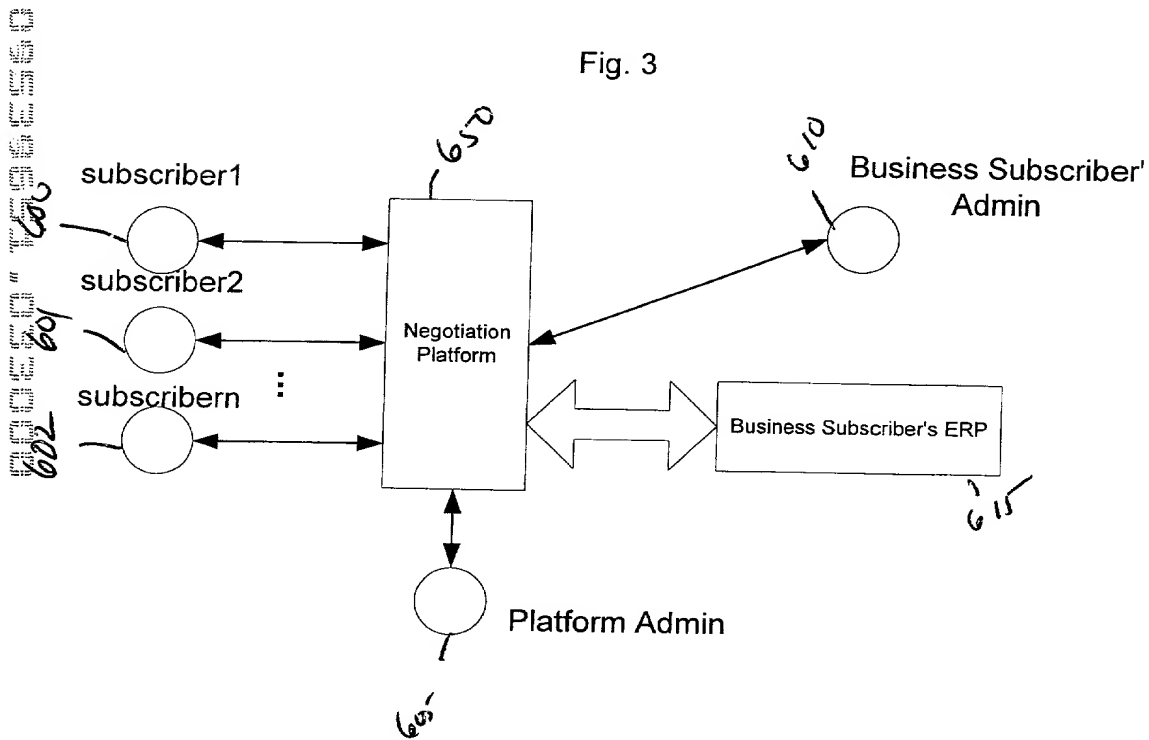 Fig. 3
650
610
subscriber1
Business Subscriber'
Admin
600
subscriber2
601
Negotiation
Platform
...
subscribern
602
Business Subscriber's ERP
615
Platform Admin
605